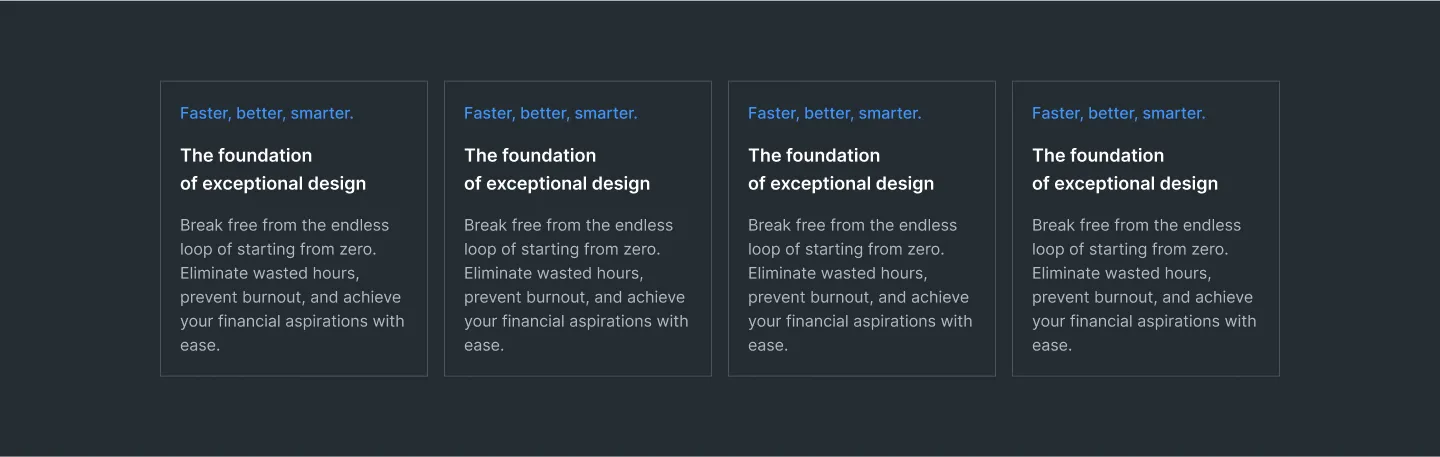 Faster, better, smarter.
The foundation
of exceptional design
Break free from the endless
loop of starting from zero.
Eliminate wasted hours,
prevent burnout, and achieve
your financial aspirations with
ease.
Faster, better, smarter.
The foundation
of exceptional design
Break free from the endless
loop of starting from zero.
Eliminate wasted hours,
prevent burnout, and achieve
your financial aspirations with
ease.
Faster, better, smarter.
The foundation
of exceptional design
Break free from the endless
loop of starting from zero.
Eliminate wasted hours,
prevent burnout, and achieve
your financial aspirations with
ease.
Faster, better, smarter.
The foundation
of exceptional design
Break free from the endless
loop of starting from zero.
Eliminate wasted hours,
prevent burnout, and achieve
your financial aspirations with
ease.